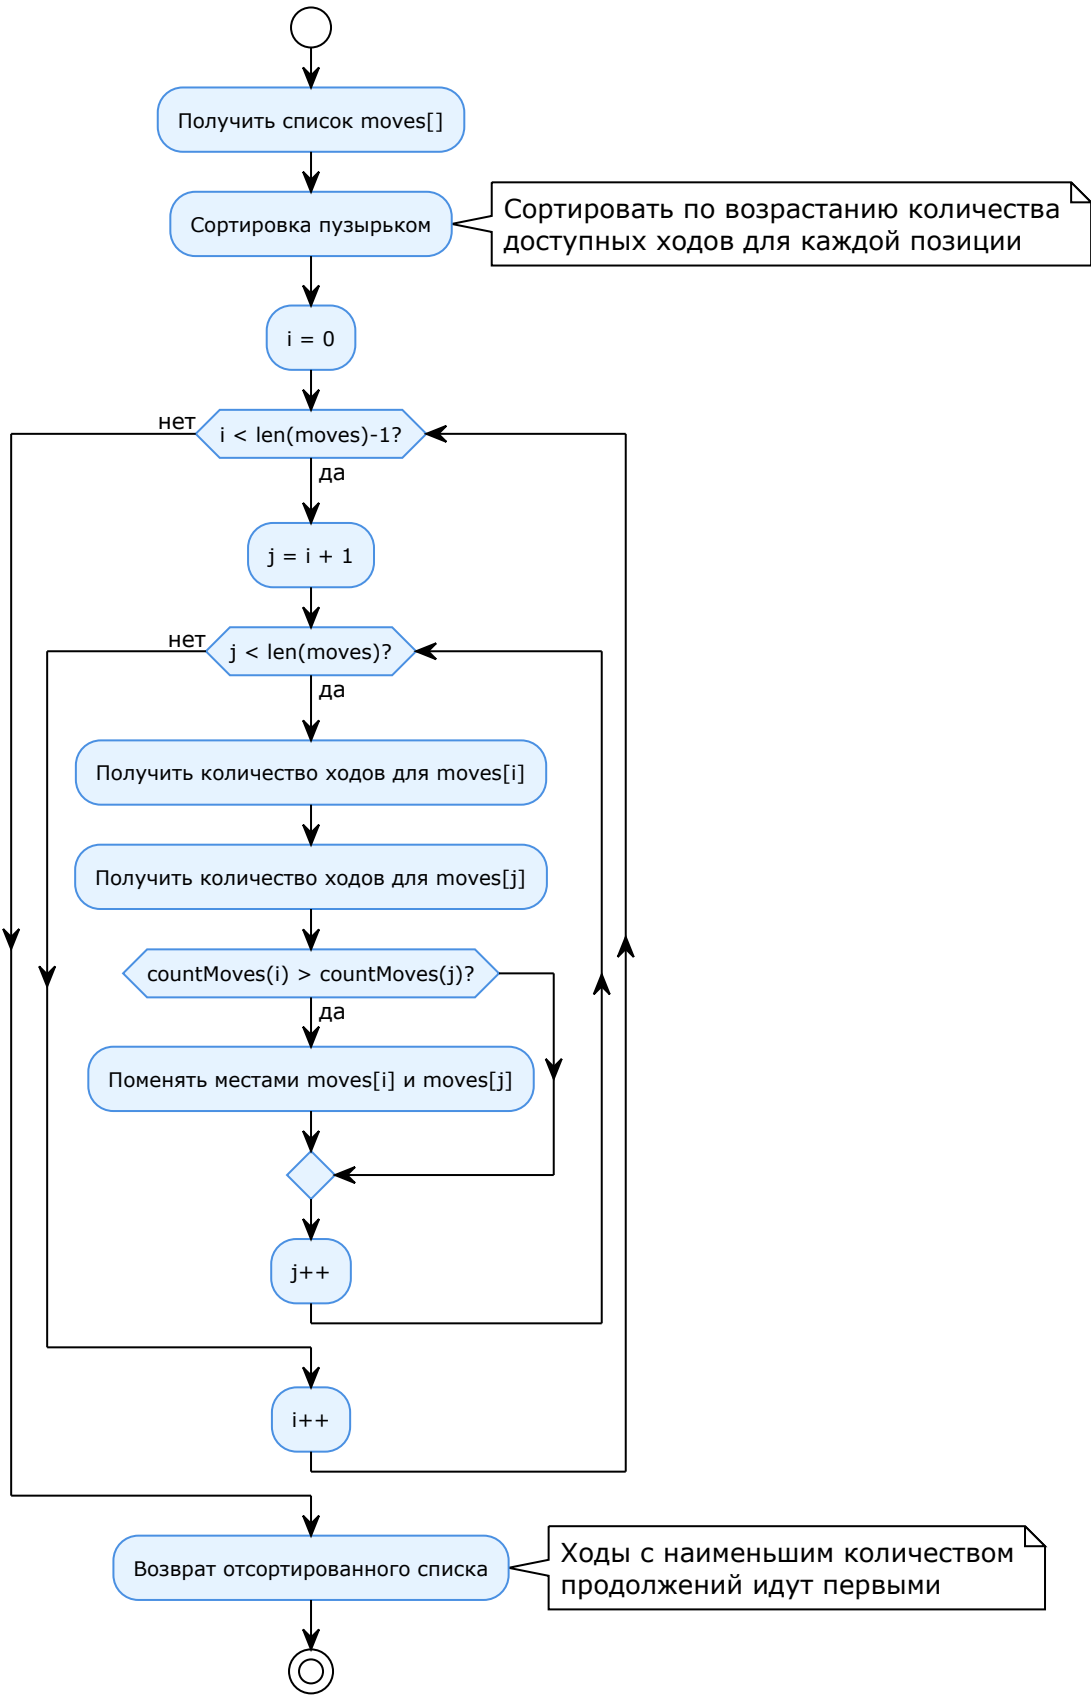 Получить список moves[]
Сортировка пузырьком
Сортировать по возрастанию количества
доступных ходов для каждой позиции
i = 0
нет
i < len(moves)-1?
да
j = i + 1
нет
j < len(moves)?
да
Получить количество ходов для moves[i]
Получить количество ходов для moves[j]
countMoves(i) > countMoves(j)?
да
Поменять местами moves[i] и moves[j]
j++
i++
Возврат отсортированного списка
Ходы с наименьшим количеством
продолжений идут первыми